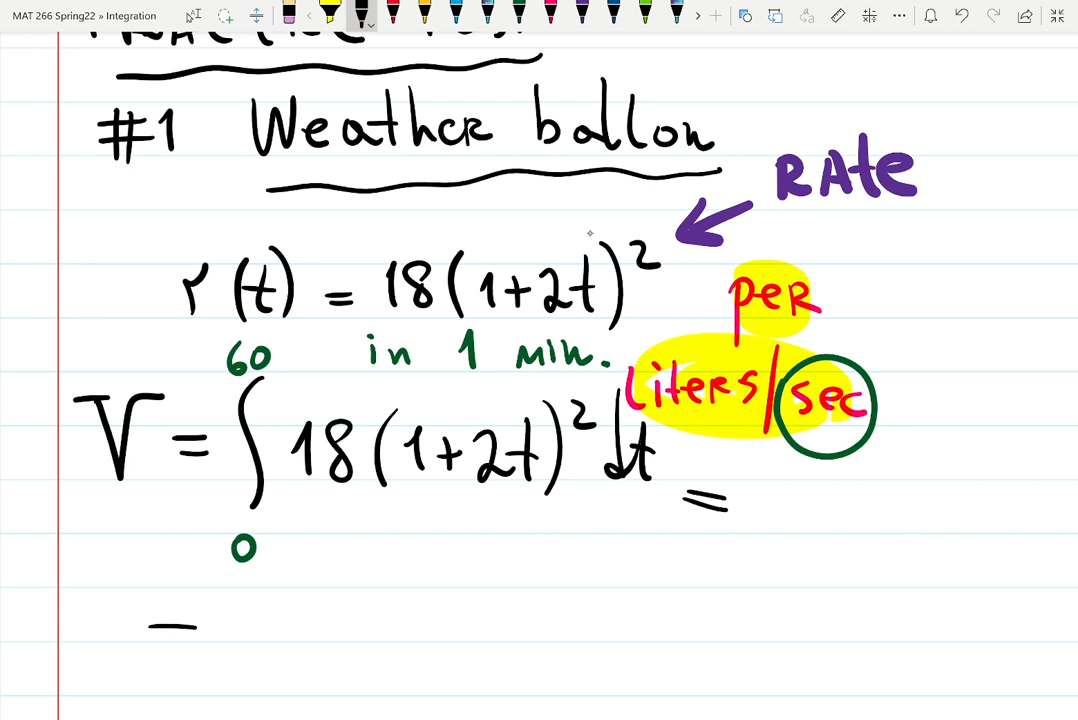 MAT 266 Spring22 » Integration
#1 Weather ballon
RAte
r(t) = 18(1+2t)²
per
60 in 1 min.
liters/sec
V = ∫ 18(1+2t)² dt =
0